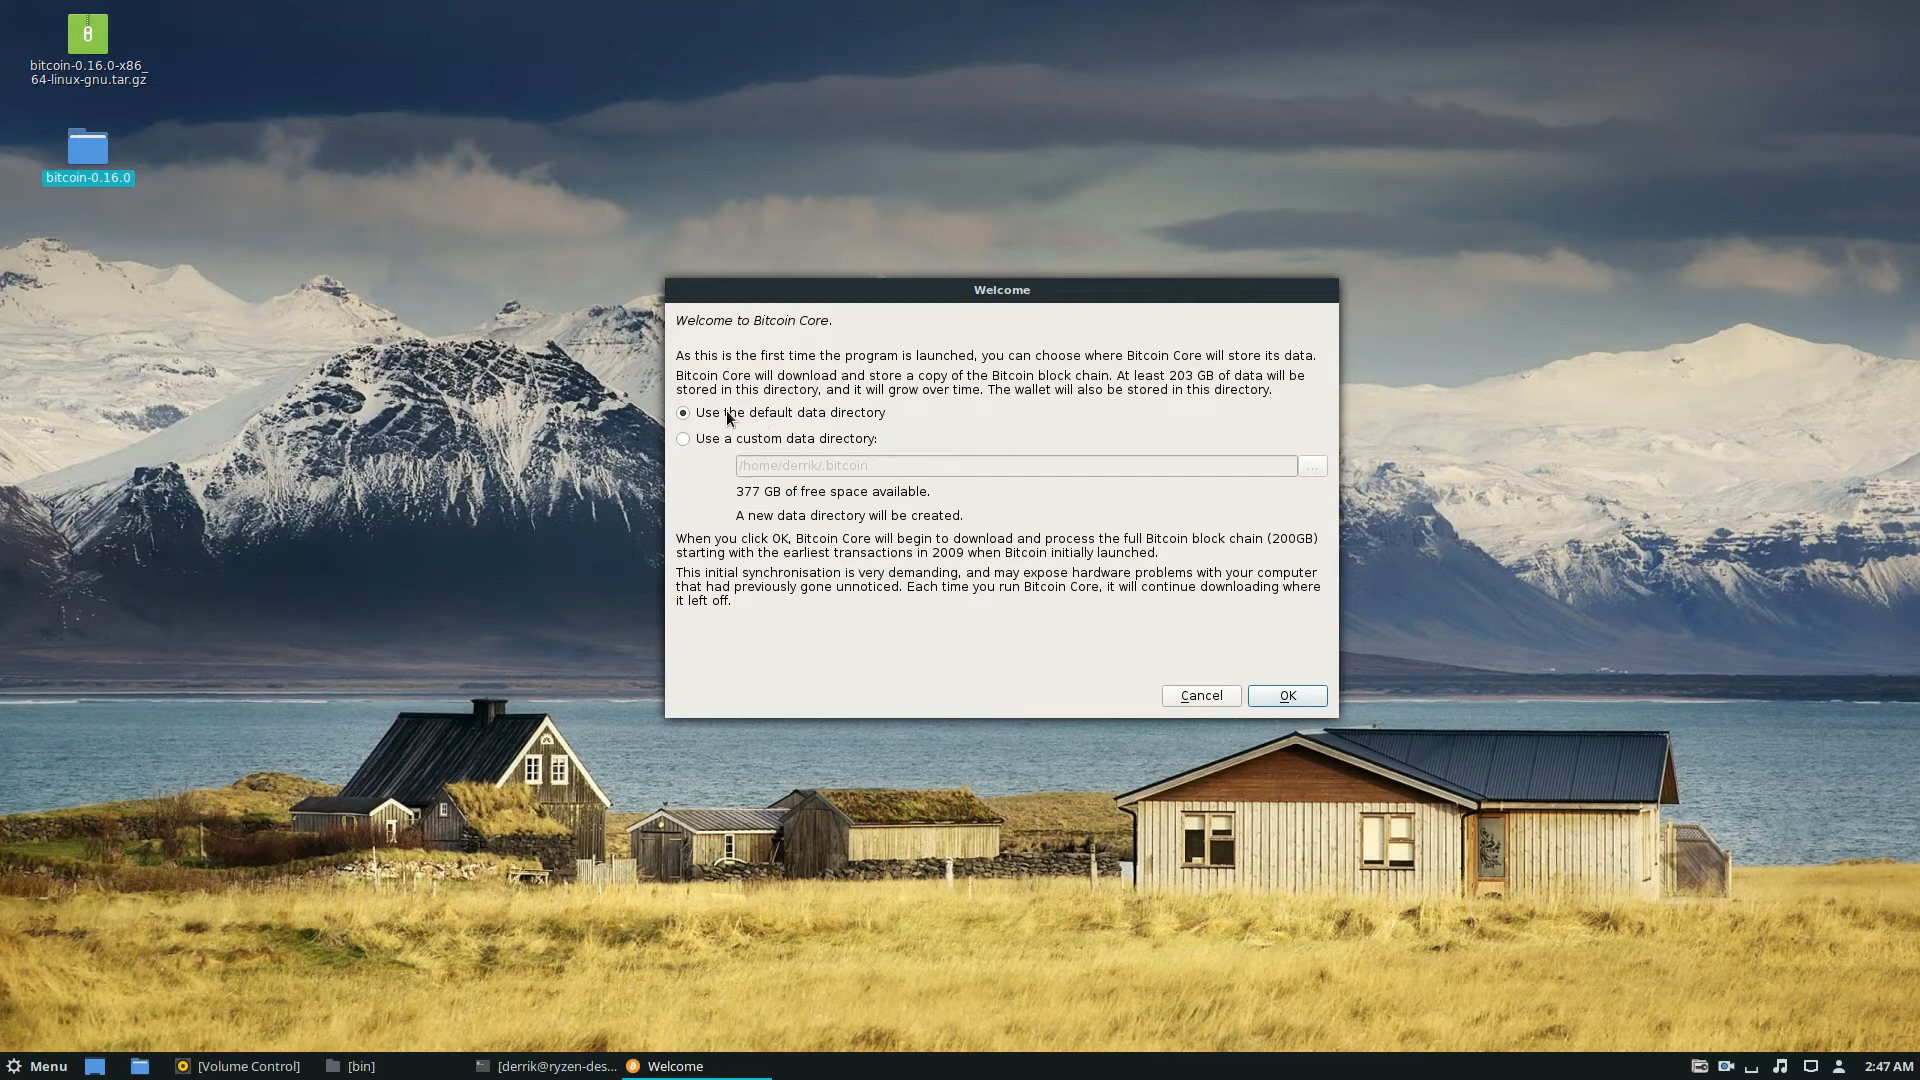 bitcoin-0.16.0-x86_
64-linux-gnu.tar.gz
bitcoin-0.16.0
Welcome
Welcome to Bitcoin Core.
As this is the first time the program is launched, you can choose where Bitcoin Core will store its data.
Bitcoin Core will download and store a copy of the Bitcoin block chain. At least 203 GB of data will be
stored in this directory, and it will grow over time. The wallet will also be stored in this directory.
Use the default data directory
Use a custom data directory:
/home/derrik/.bitcoin
...
377 GB of free space available.
A new data directory will be created.
When you click OK, Bitcoin Core will begin to download and process the full Bitcoin block chain (200GB)
starting with the earliest transactions in 2009 when Bitcoin initially launched.
This initial synchronisation is very demanding, and may expose hardware problems with your computer
that had previously gone unnoticed. Each time you run Bitcoin Core, it will continue downloading where
it left off.
Cancel
OK
Menu
[Volume Control]
[bin]
[derrik@ryzen-des...
Welcome
2:47 AM